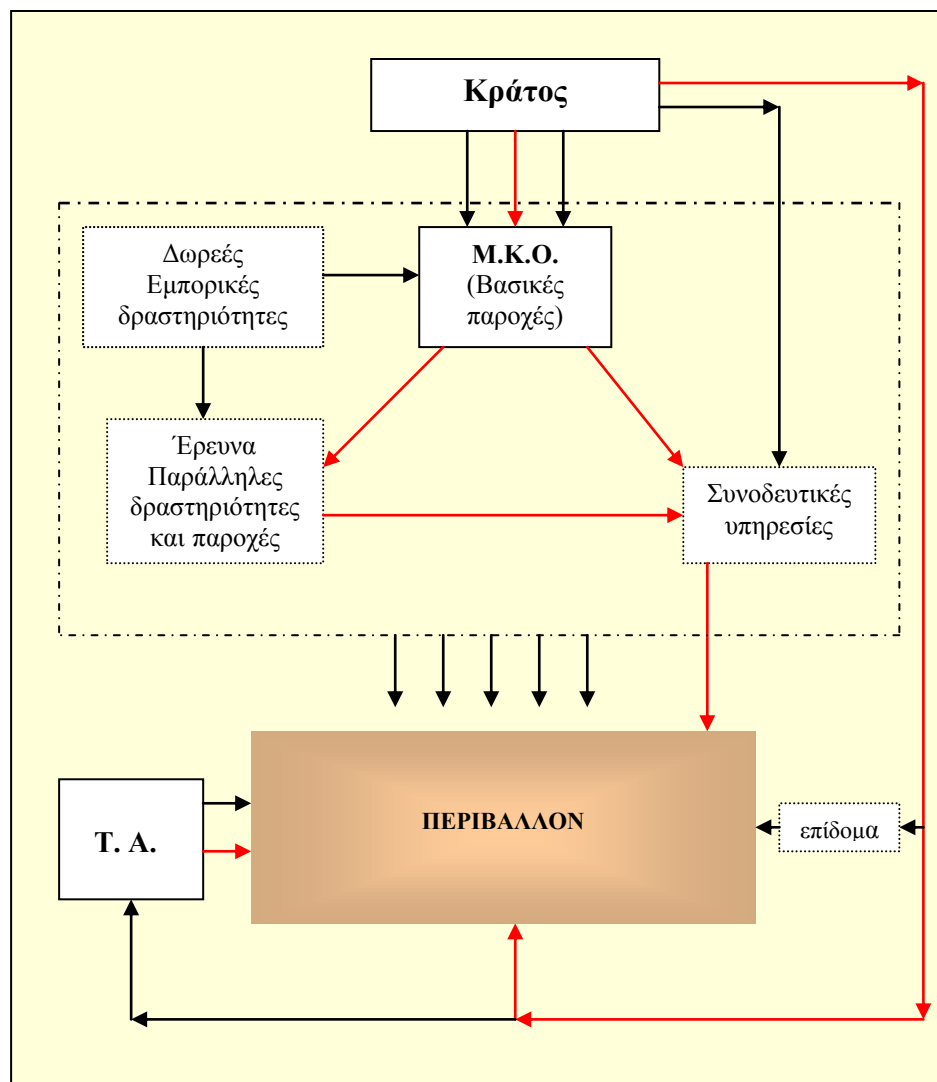 Κράτος
Δωρεές
Εμπορικές
δραστηριότητες
Μ.Κ.Ο.
(Βασικές
παροχές)
Έρευνα
Παράλληλες
δραστηριότητες
και παροχές
Συνοδευτικές
υπηρεσίες
Τ. Α.
ΠΕΡΙΒΑΛΛΟΝ
επίδομα